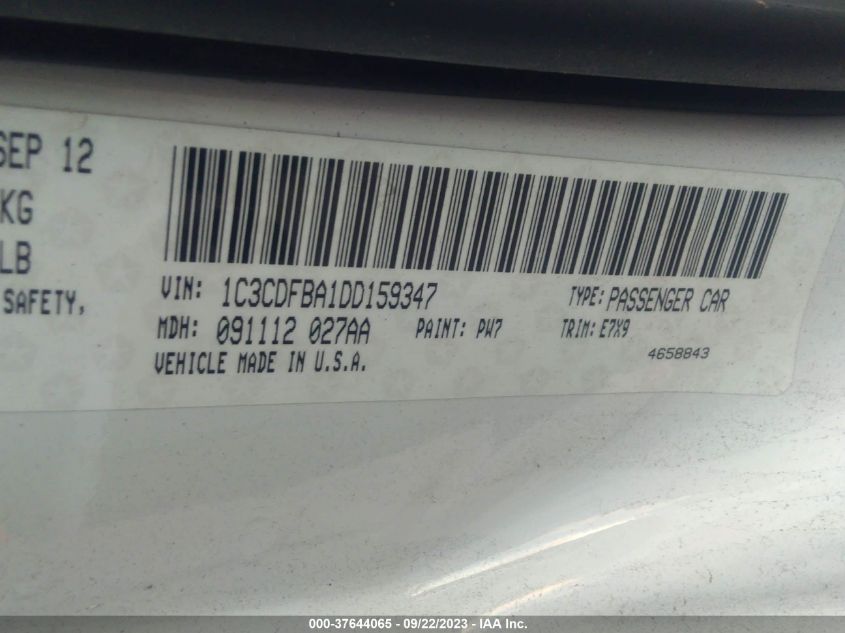 SEP 12
KG
LB
SAFETY,
VIN: 1C3CDFBA1DD159347 TYPE: PASSENGER CAR
MDH: 091112 027AA PAINT: PW7 TRIM: E7X9
VEHICLE MADE IN U.S.A. 4658843
000-37644065 - 09/22/2023 - IAA Inc.